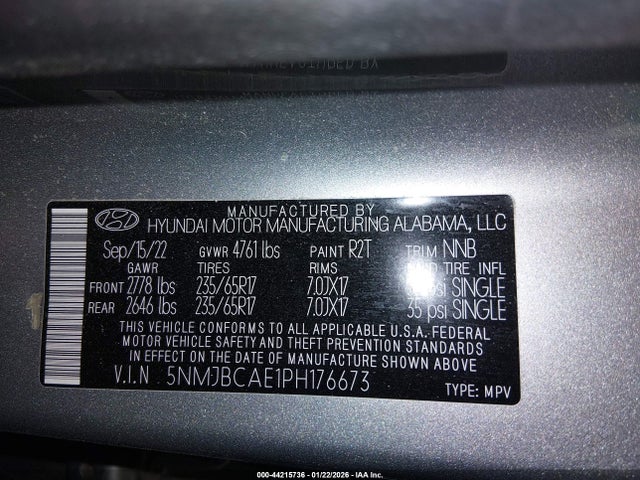 MANUFACTURED BY
HYUNDAI MOTOR MANUFACTURING ALABAMA, LLC
Sep/15/22 GVWR 4761 lbs PAINT R2T TRIM NNB
GAWR TIRES RIMS TIRE INFL
FRONT 2778 lbs 235/65R17 7.0JX17 SINGLE
REAR 2646 lbs 235/65R17 7.0JX17 35 psi SINGLE
THIS VEHICLE CONFORMS TO ALL APPLICABLE U.S.A. FEDERAL
MOTOR VEHICLE SAFETY AND THEFT PREVENTION STANDARDS
IN EFFECT ON THE DATE OF MANUFACTURE SHOWN ABOVE
V.I.N 5NMJBCAE1PH176673 TYPE: MPV
000-44215736 - 01/22/2026 - IAA Inc.